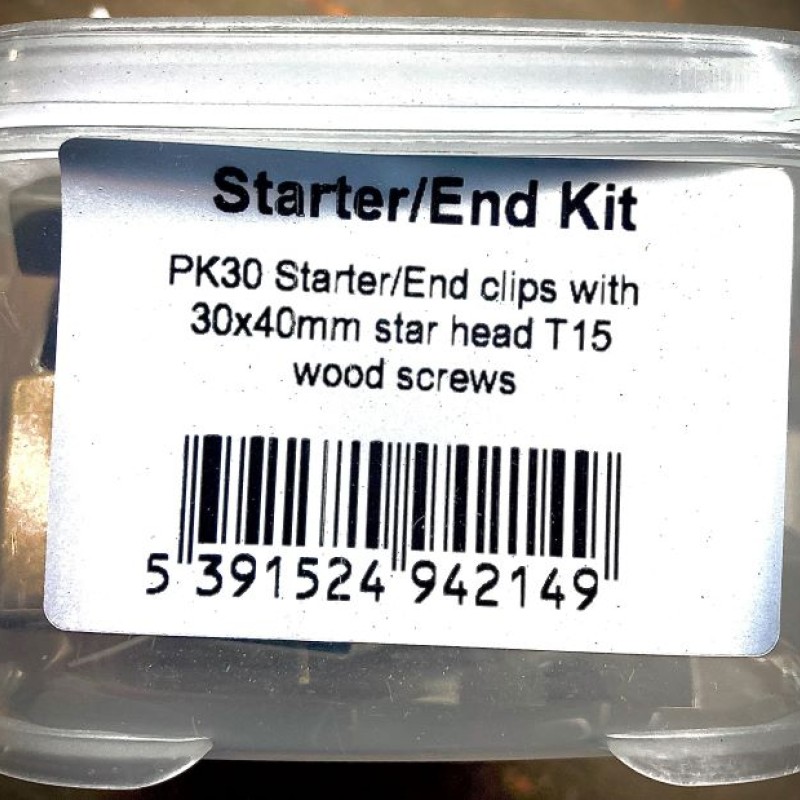 Starter/End Kit
PK30 Starter/End clips with
30x40mm star head T15
wood screws
5 391524 942149